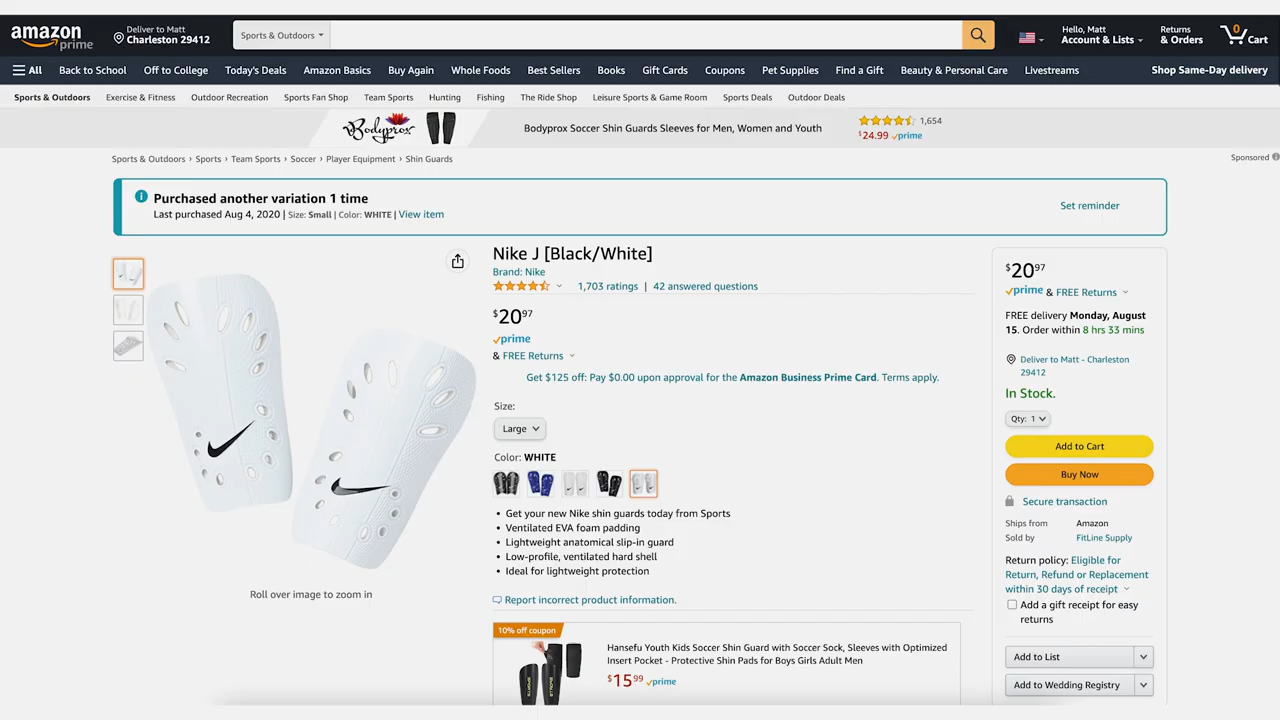 amazon
prime
Deliver to Matt
Charleston 29412
Sports & Outdoors
Hello, Matt
Account & Lists
Returns
& Orders
0
Cart
All
Back to School
Off to College
Today's Deals
Amazon Basics
Buy Again
Whole Foods
Best Sellers
Books
Gift Cards
Coupons
Pet Supplies
Find a Gift
Beauty & Personal Care
Livestreams
Shop Same-Day delivery
Sports & Outdoors
Exercise & Fitness
Outdoor Recreation
Sports Fan Shop
Team Sports
Hunting
Fishing
The Ride Shop
Leisure Sports & Game Room
Sports Deals
Outdoor Deals
Bodyprox
Bodyprox Soccer Shin Guards Sleeves for Men, Women and Youth
1,654
$24.99 prime
Sports & Outdoors › Sports › Team Sports › Soccer › Player Equipment › Shin Guards
Sponsored
Purchased another variation 1 time
Last purchased Aug 4, 2020 | Size: Small | Color: WHITE | View item
Set reminder
Nike J [Black/White]
Brand: Nike
1,703 ratings | 42 answered questions
$20 97
prime
& FREE Returns
Get $125 off: Pay $0.00 upon approval for the Amazon Business Prime Card. Terms apply.
Size:
Large
Color: WHITE
• Get your new Nike shin guards today from Sports
• Ventilated EVA foam padding
• Lightweight anatomical slip-in guard
• Low-profile, ventilated hard shell
• Ideal for lightweight protection
Roll over image to zoom in
Report incorrect product information.
10% off coupon
Hansefu Youth Kids Soccer Shin Guard with Soccer Sock, Sleeves with Optimized
Insert Pocket - Protective Shin Pads for Boys Girls Adult Men
$15 99 prime
$20 97
prime & FREE Returns
FREE delivery Monday, August
15. Order within 8 hrs 33 mins
Deliver to Matt - Charleston
29412
In Stock.
Qty: 1
Add to Cart
Buy Now
Secure transaction
Ships from Amazon
Sold by FitLine Supply
Return policy: Eligible for
Return, Refund or Replacement
within 30 days of receipt
Add a gift receipt for easy
returns
Add to List
Add to Wedding Registry